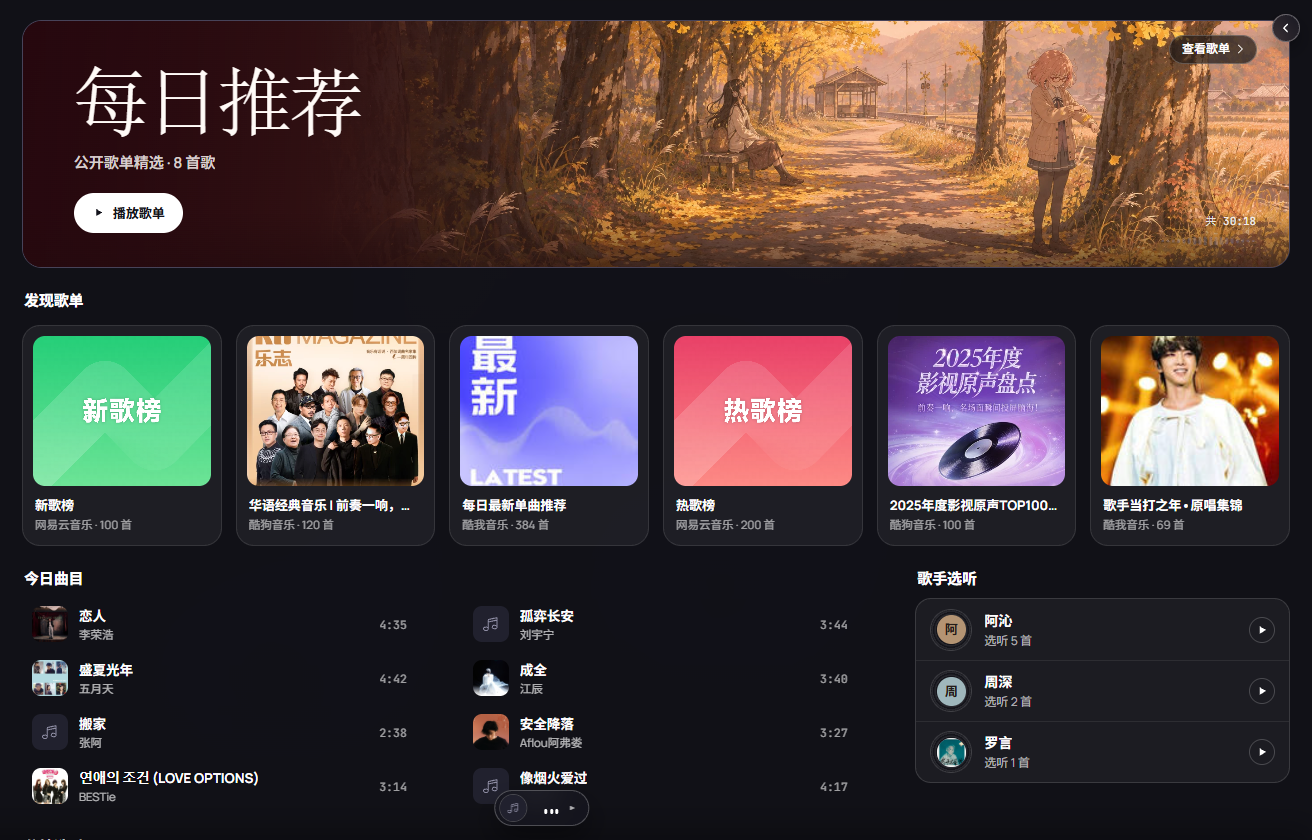 查看歌单
每日推荐
公开歌单精选 · 8 首歌
播放歌单
共 30:18
发现歌单
新歌榜
MAGAZINE
乐志
最
新
LATEST
热歌榜
2025年度
影视原声盘点
新歌榜
网易云音乐 · 100 首
华语经典音乐 I 前奏一响，...
酷狗音乐 · 120 首
每日最新单曲推荐
酷我音乐 · 384 首
热歌榜
网易云音乐 · 200 首
2025年度影视原声TOP100...
酷狗音乐 · 100 首
歌手当打之年•原唱集锦
酷我音乐 · 69 首
今日曲目
恋人
李荣浩
4:35
盛夏光年
五月天
4:42
搬家
张阿
2:38
연애의 조건 (LOVE OPTIONS)
BESTie
3:14
孤弈长安
刘宇宁
3:44
成全
江辰
3:40
安全降落
Aflou阿弗娄
3:27
像烟火爱过
4:17
...
歌手选听
阿
阿沁
选听 5 首
周
周深
选听 2 首
罗言
选听 1 首